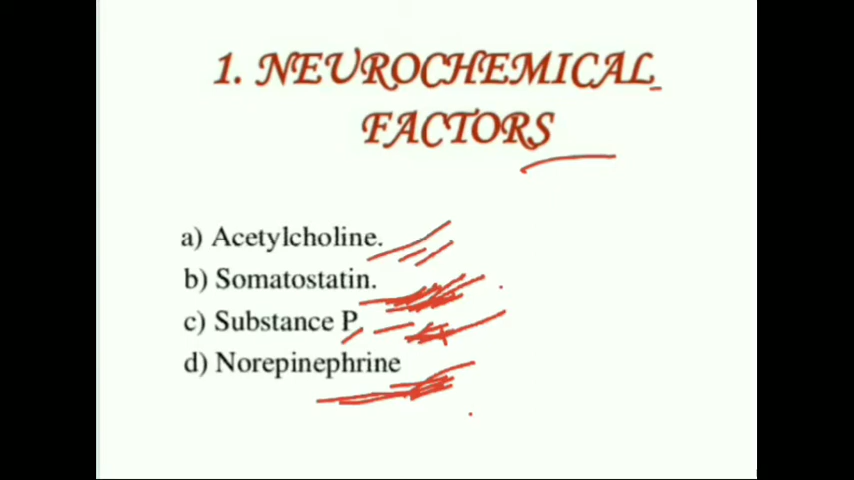 1. NEUROCHEMICAL
FACTORS
a) Acetylcholine.
b) Somatostatin.
c) Substance P.
d) Norepinephrine